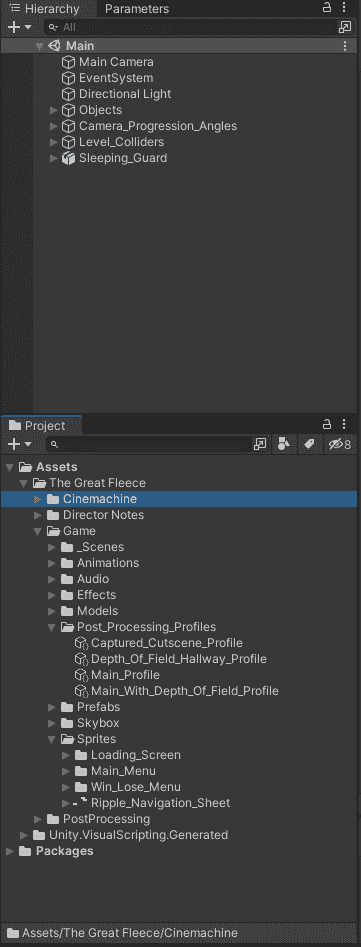 Hierarchy Parameters
All
Main
Main Camera
EventSystem
Directional Light
Objects
Camera_Progression_Angles
Level_Colliders
Sleeping_Guard
Project
8
Assets
The Great Fleece
Cinemachine
Director Notes
Game
_Scenes
Animations
Audio
Effects
Models
Post_Processing_Profiles
Captured_Cutscene_Profile
Depth_Of_Field_Hallway_Profile
Main_Profile
Main_With_Depth_Of_Field_Profile
Prefabs
Skybox
Sprites
Loading_Screen
Main_Menu
Win_Lose_Menu
Ripple_Navigation_Sheet
PostProcessing
Unity.VisualScripting.Generated
Packages
Assets/The Great Fleece/Cinemachine